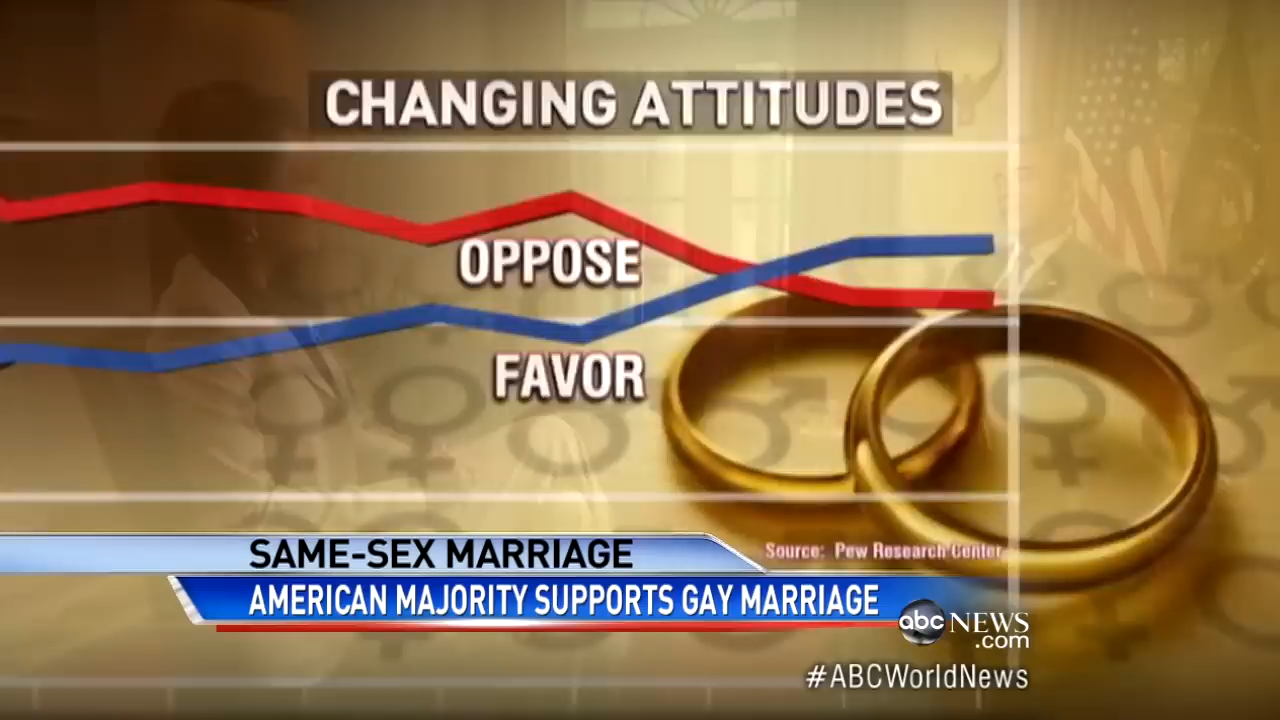 CHANGING ATTITUDES
OPPOSE
FAVOR
SAME-SEX MARRIAGE
Source: Pew Research Center
AMERICAN MAJORITY SUPPORTS GAY MARRIAGE
abc NEWS
.com
#ABCWorldNews